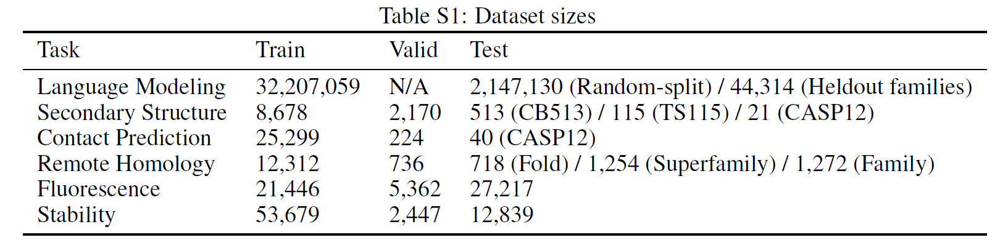 Table S1: Dataset sizes
Task Train Valid Test
Language Modeling 32,207,059 N/A 2,147,130 (Random-split) / 44,314 (Heldout families)
Secondary Structure 8,678 2,170 513 (CB513) / 115 (TS115) / 21 (CASP12)
Contact Prediction 25,299 224 40 (CASP12)
Remote Homology 12,312 736 718 (Fold) / 1,254 (Superfamily) / 1,272 (Family)
Fluorescence 21,446 5,362 27,217
Stability 53,679 2,447 12,839